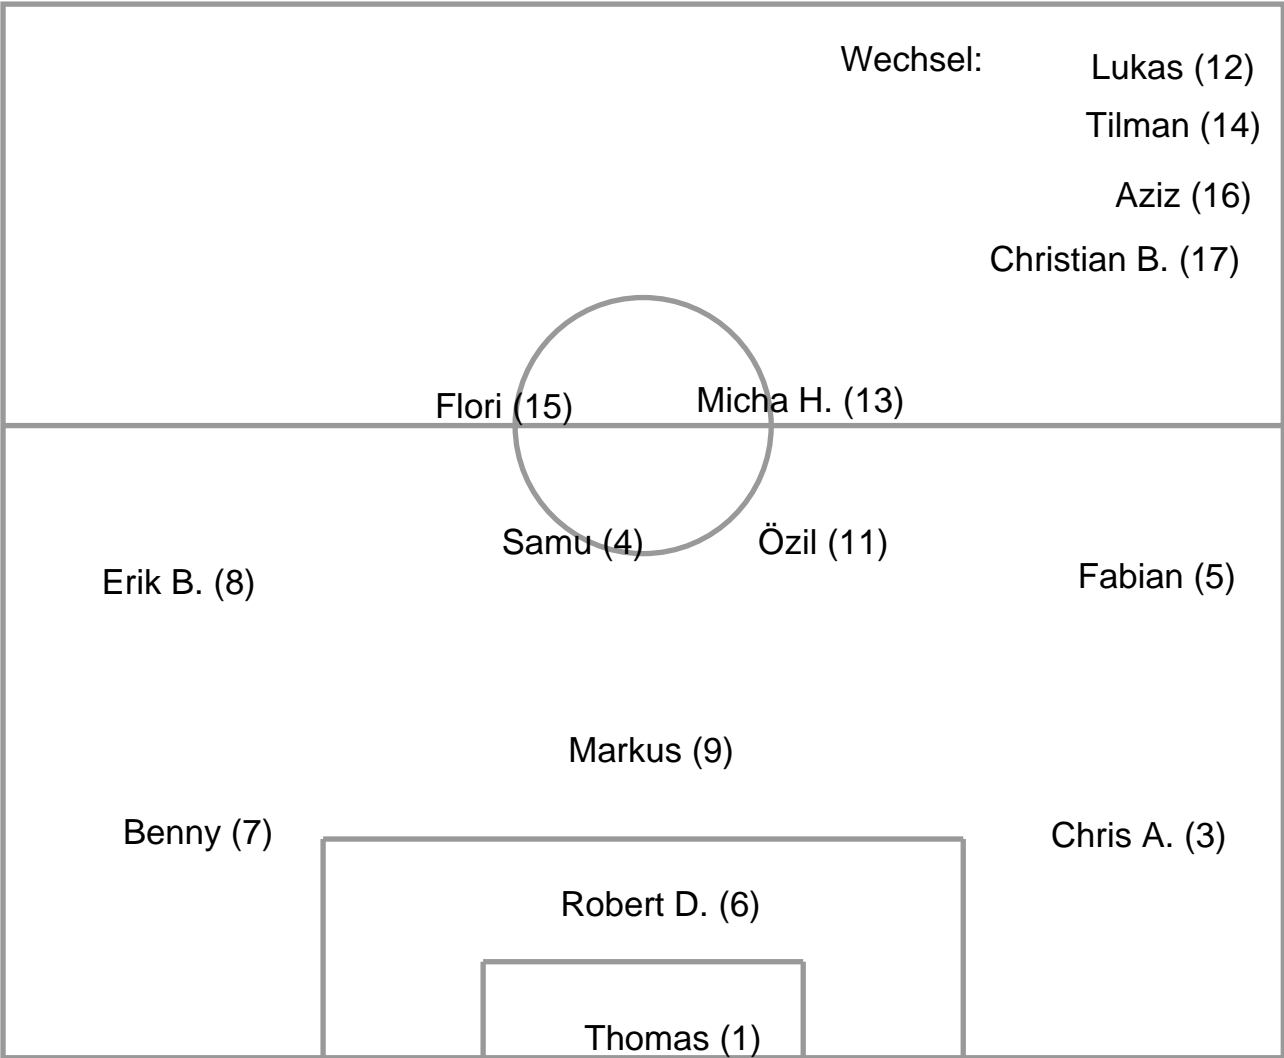 Wechsel:
Lukas (12)
Tilman (14)
Aziz (16)
Christian B. (17)
Flori (15)
Micha H. (13)
Samu (4)
Özil (11)
Erik B. (8)
Fabian (5)
Markus (9)
Benny (7)
Chris A. (3)
Robert D. (6)
Thomas (1)